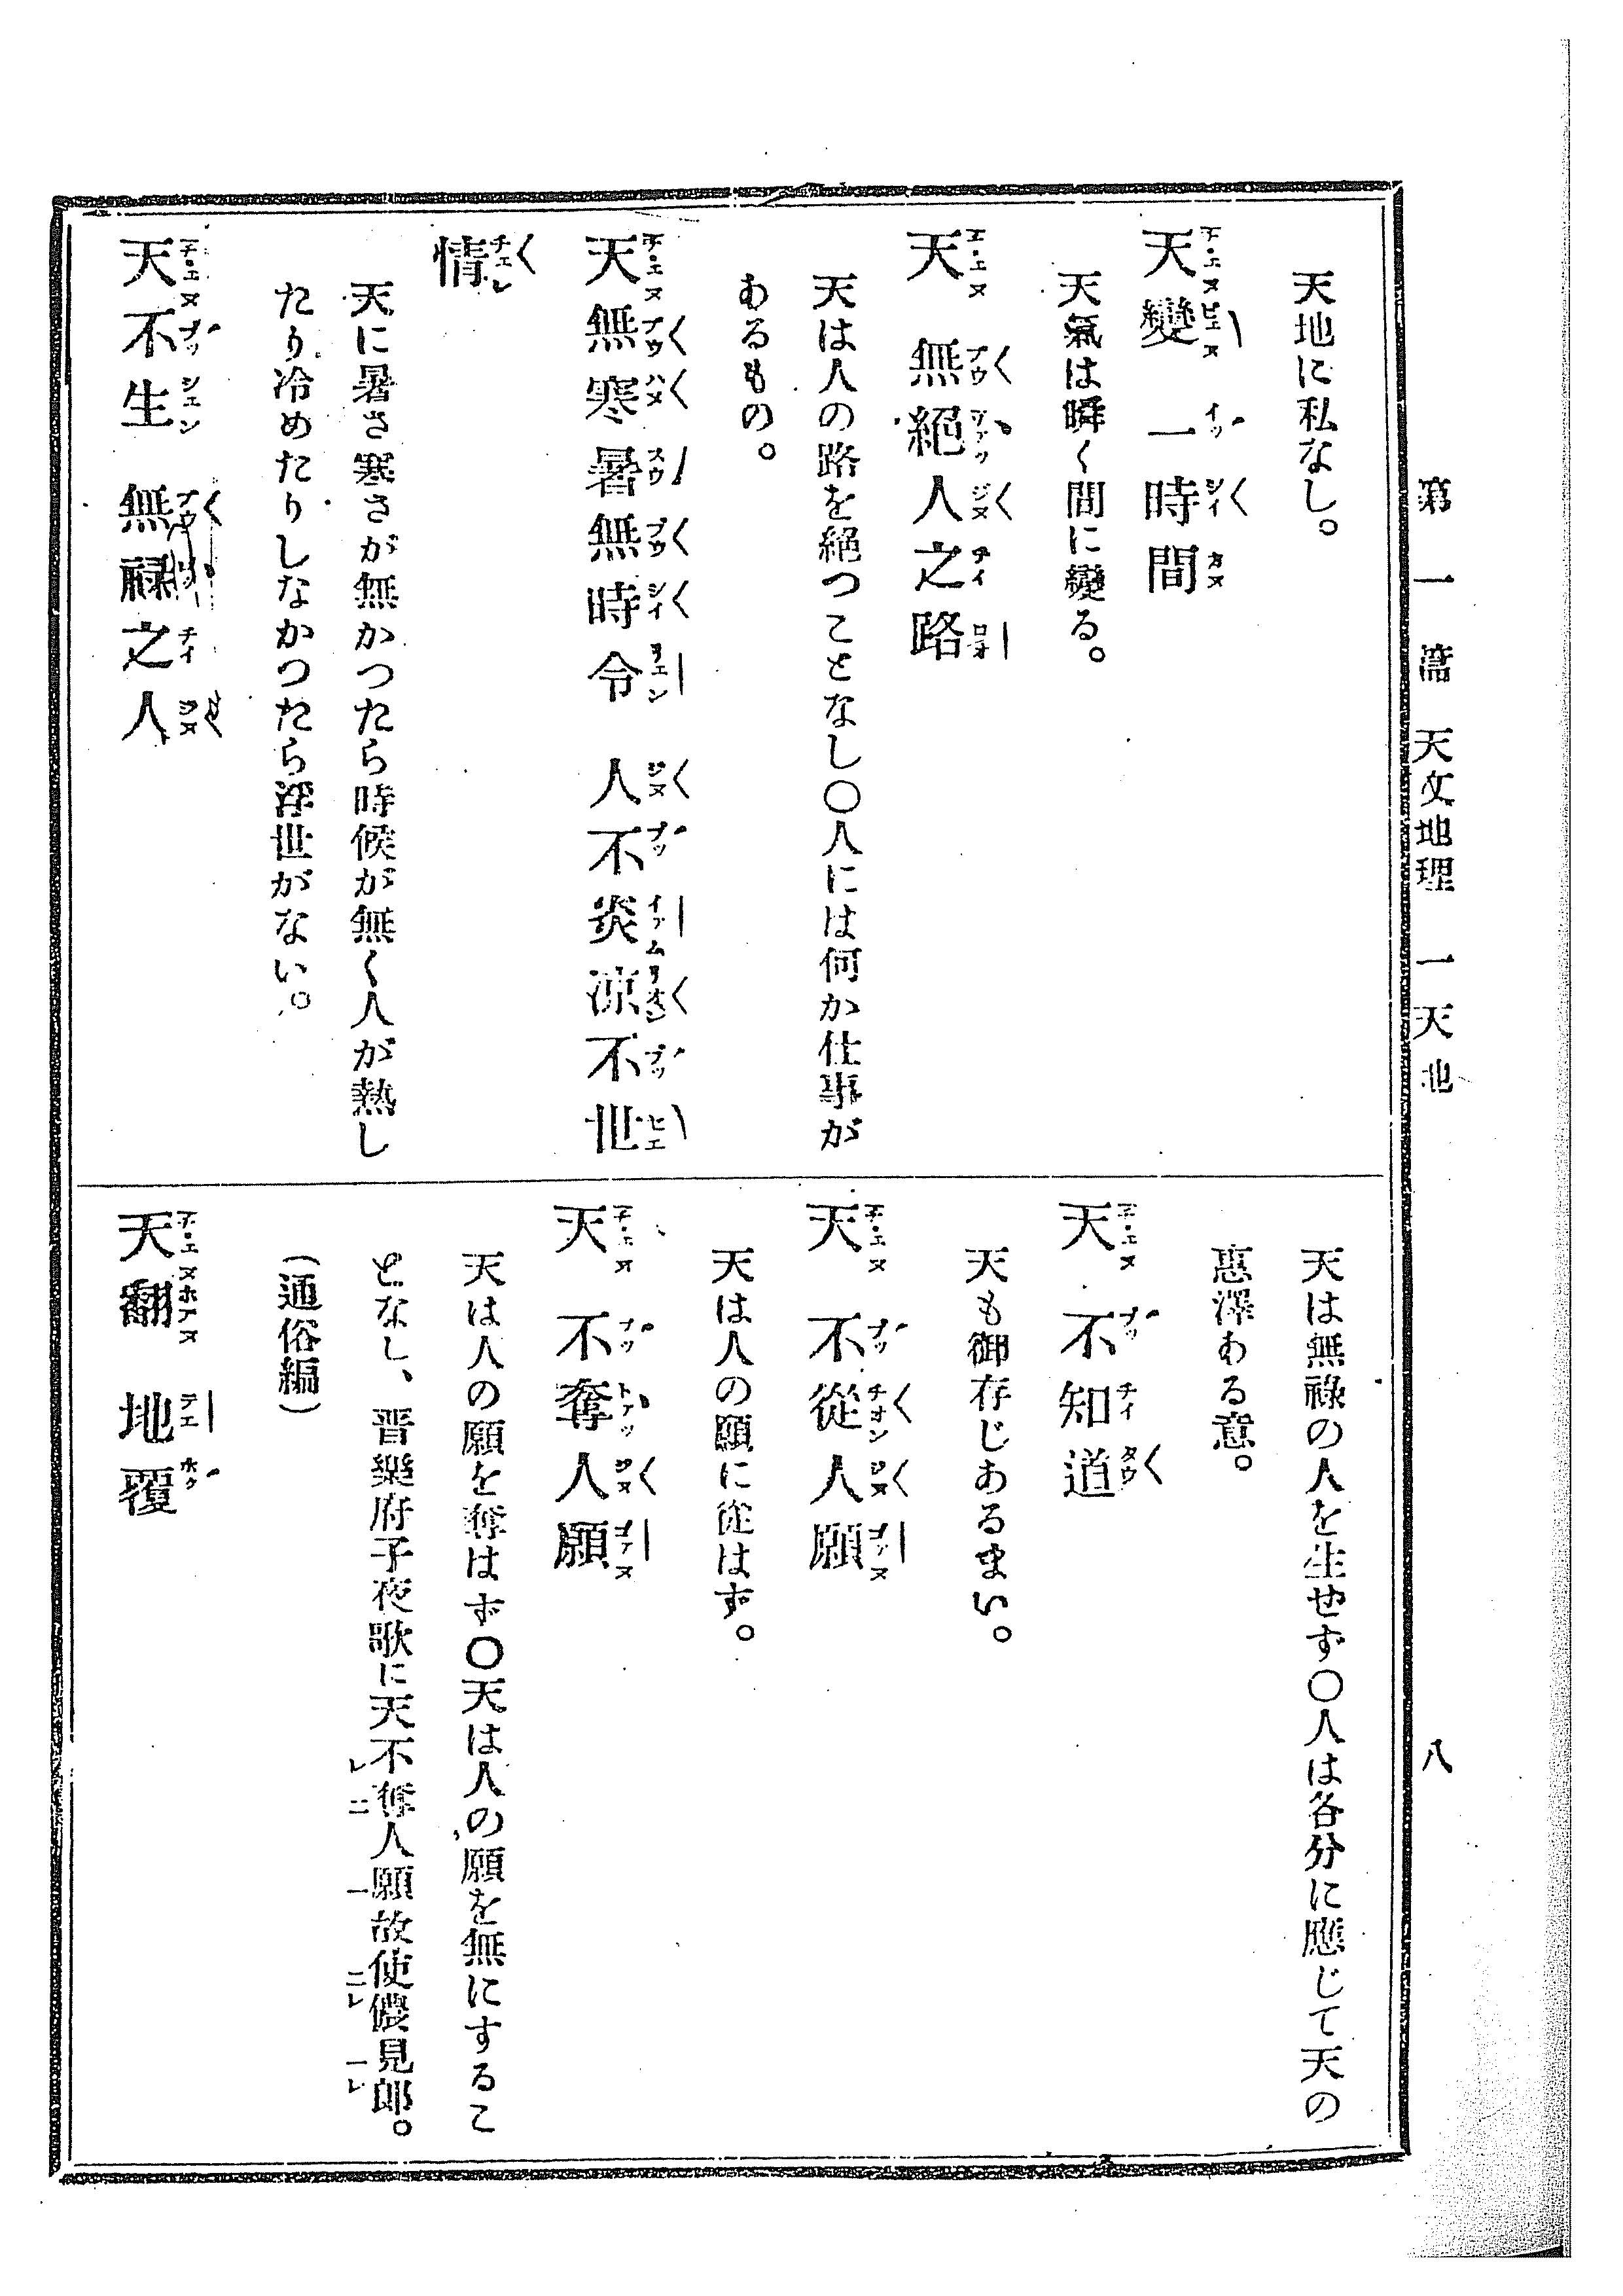 第一篇 天文地理 一 天地 八
天地に私なし。
天變 一時間
天氣は瞬く間に變る。
天 無絕人之路
天は人の路を絕つことなし〇人には何か仕事が
あるもの。
天無寒暑無時令 人不炎涼不世
情
天に暑さ寒さが無かつたら時候が無く人が熱し
たり冷めたりしなかつたら浮世がない。
天不生 無祿之人
天は無祿の人を生せず〇人は各分に應じて天の
惠澤ある意。
天 不知道
天も御存じあるまい。
天 不從人願
天は人の願に從はず。
天 不奪人願
天は人の願を奪はず〇天は人の願を無にするこ
となし、晋樂府子夜歌に天不奪人願故使儂見郎。
(通俗編)
天翻 地覆